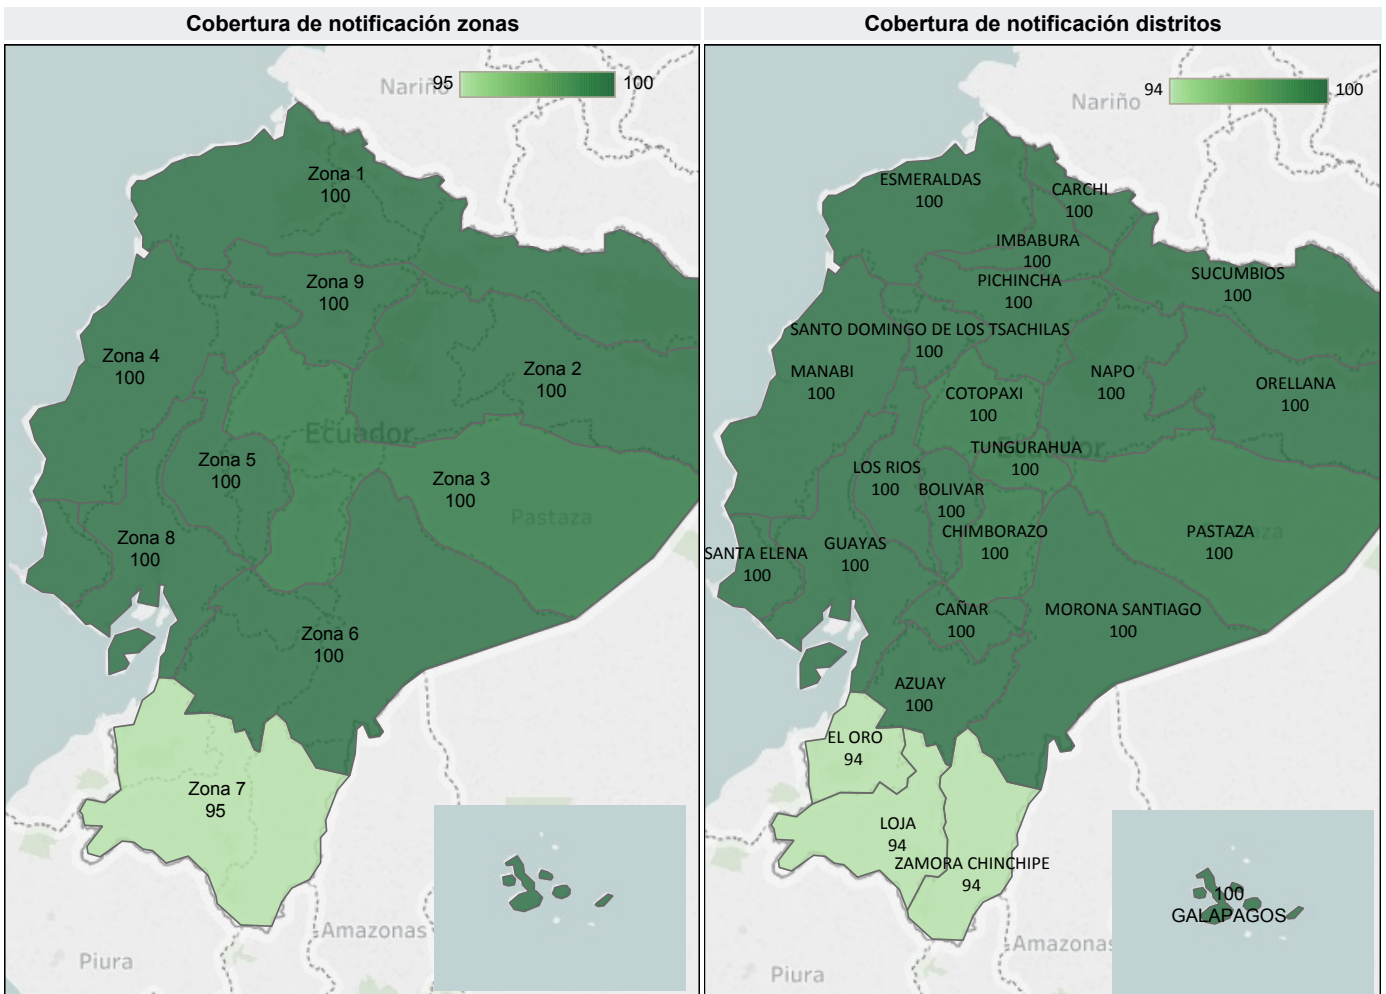 Cobertura de notificación zonas
Nariño
95
100
Zona 1
100
Zona 9
100
Zona 4
100
Zona 2
100
Ecuador
Zona 5
100
Zona 3
100
Pastaza
Zona 8
100
Zona 6
100
Zona 7
95
Amazonas
Piura
Cobertura de notificación distritos
94
100
Nariño
ESMERALDAS
100
CARCHI
100
IMBABURA
100
PICHINCHA
100
SUCUMBIOS
100
SANTO DOMINGO DE LOS TSACHILAS
100
MANABI
100
NAPO
100
ORELLANA
100
COTOPAXI
100
TUNGURAHUA
100
LOS RIOS
100
BOLIVAR
100
CHIMBORAZO
100
PASTAZA
100
SANTA ELENA
100
GUAYAS
100
CAÑAR
100
MORONA SANTIAGO
100
AZUAY
100
EL ORO
94
LOJA
94
ZAMORA CHINCHIPE
94
100
GALAPAGOS
Amazonas
Piura